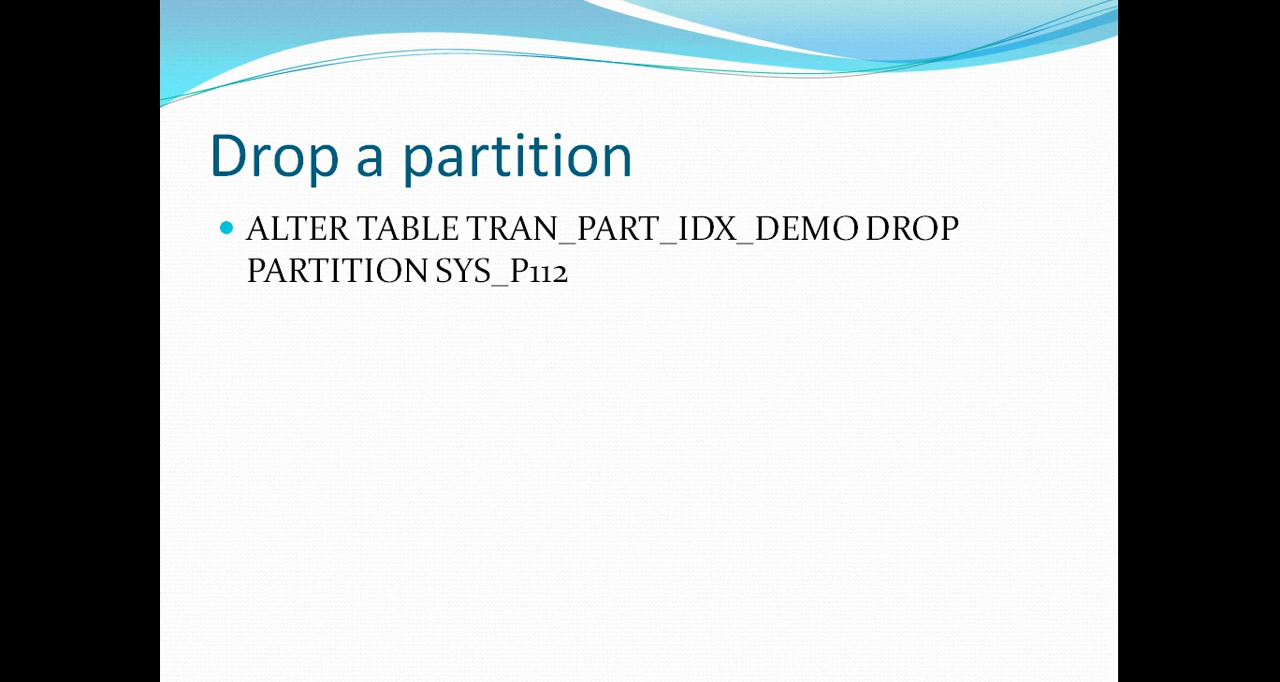 Drop a partition
ALTER TABLE TRAN_PART_IDX_DEMO DROP
PARTITION SYS_P112